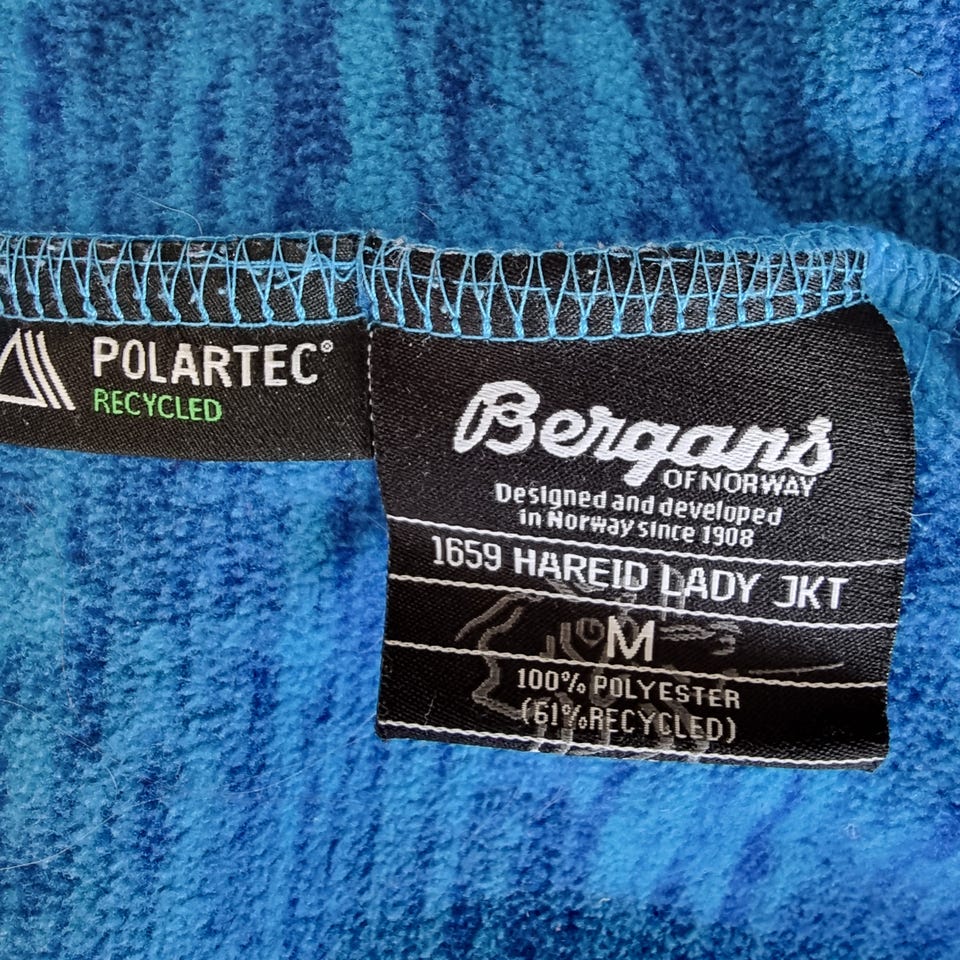 POLARTEC®
RECYCLED
Bergans
OF NORWAY
Designed and developed
in Norway since 1908
1659 HAREID LADY JKT
M
100% POLYESTER
(61% RECYCLED)